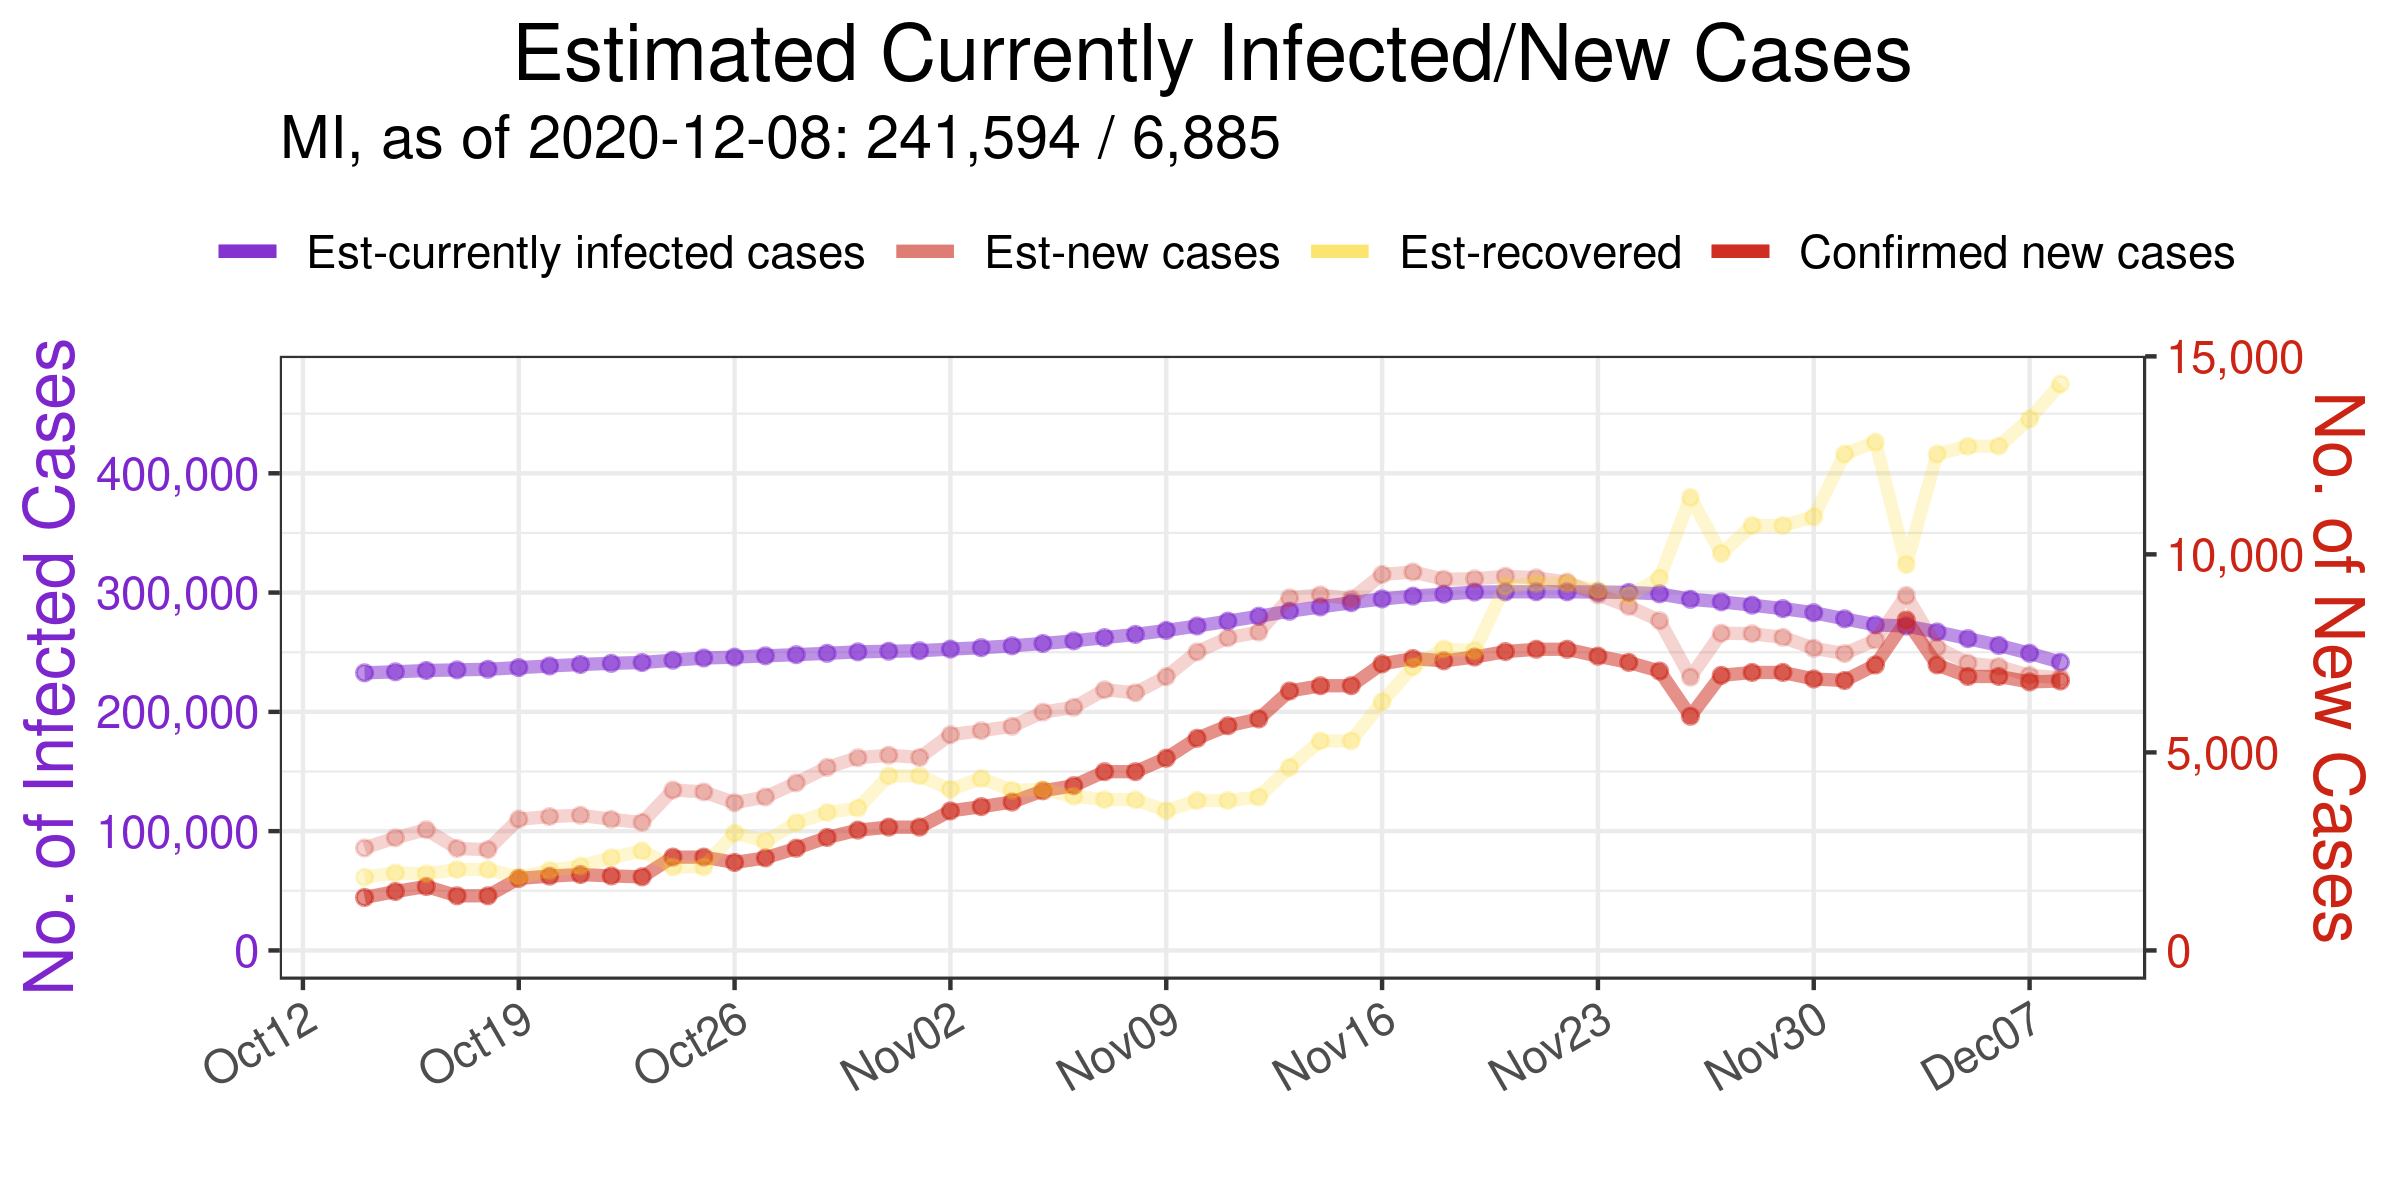 Estimated Currently Infected/New Cases
MI, as of 2020-12-08: 241,594 / 6,885
Est-currently infected cases Est-new cases Est-recovered Confirmed new cases
No. of Infected Cases
400,000
300,000
200,000
100,000
0
15,000
10,000
5,000
0
No. of New Cases
Oct12 Oct19 Oct26 Nov02 Nov09 Nov16 Nov23 Nov30 Dec07